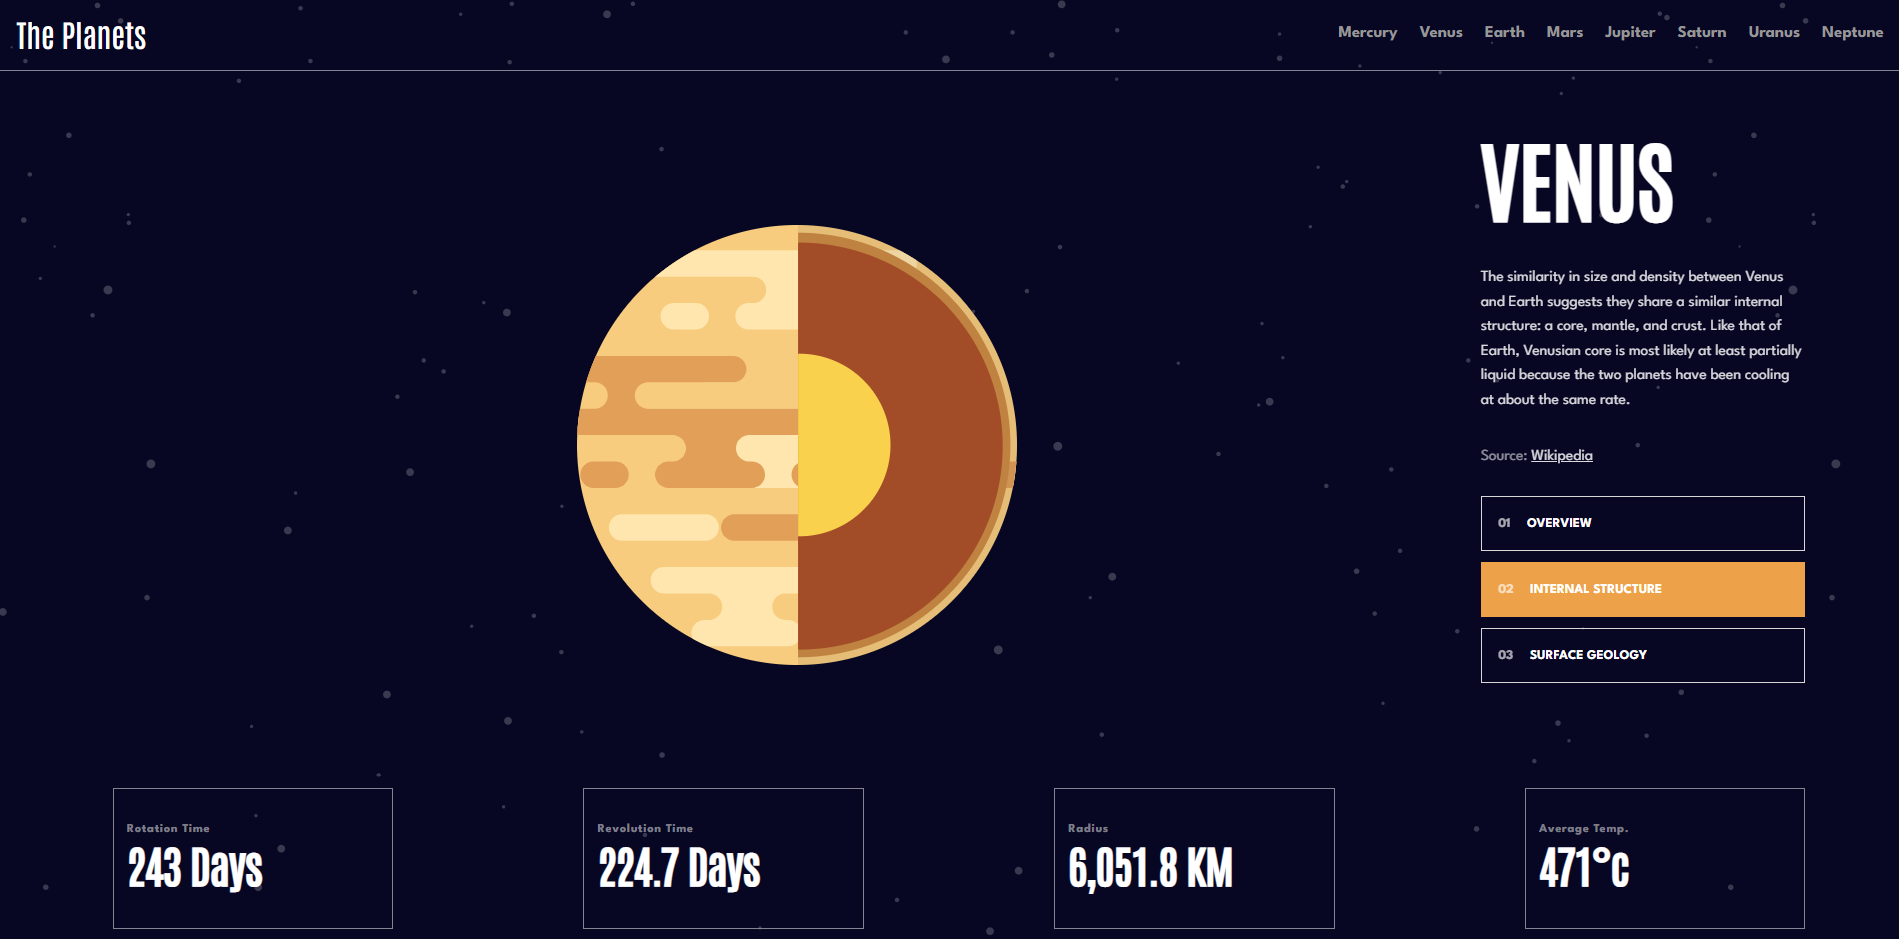 The Planets
Mercury Venus Earth Mars Jupiter Saturn Uranus Neptune
VENUS
The similarity in size and density between Venus
and Earth suggests they share a similar internal
structure: a core, mantle, and crust. Like that of
Earth, Venusian core is most likely at least partially
liquid because the two planets have been cooling
at about the same rate.
Source: Wikipedia
01 OVERVIEW
02 INTERNAL STRUCTURE
03 SURFACE GEOLOGY
Rotation Time
243 Days
Revolution Time
224.7 Days
Radius
6,051.8 KM
Average Temp.
471°c